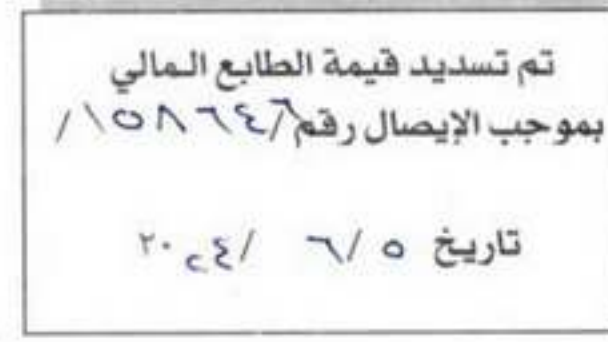 تم تسديد قيمة الطابع المالي
بموجب الإيصال رقم /١٥٨٦٤٦/
تاريخ ٥ /٦ /٢٠٢٤